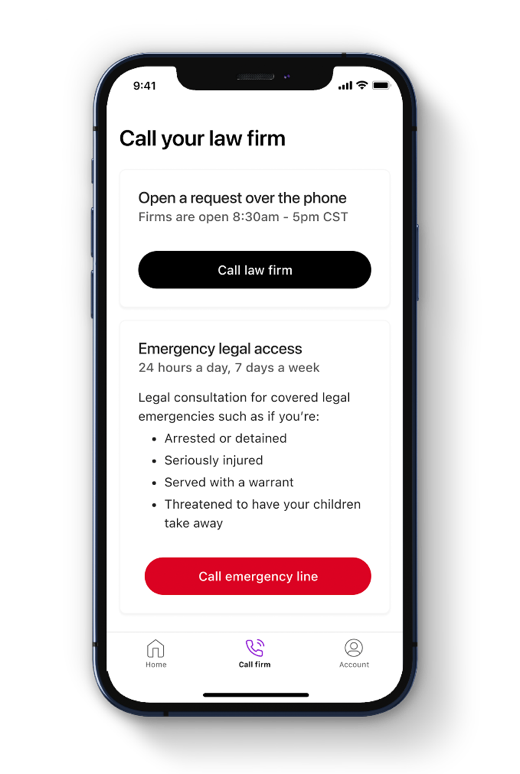 9:41
Call your law firm
Open a request over the phone
Firms are open 8:30am - 5pm CST
Call law firm
Emergency legal access
24 hours a day, 7 days a week
Legal consultation for covered legal
emergencies such as if you’re:
• Arrested or detained
• Seriously injured
• Served with a warrant
• Threatened to have your children
take away
Call emergency line
Home
Call firm
Account